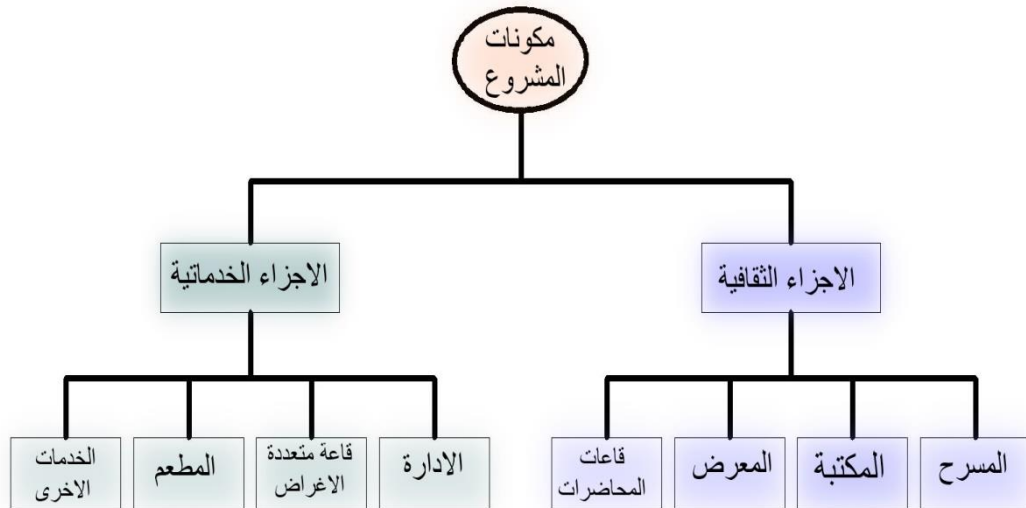 مكونات
المشروع
الاجزاء الثقافية
الاجزاء الخدماتية
المسرح
المكتبة
المعرض
قاعات
المحاضرات
الادارة
قاعة متعددة
الاغراض
المطعم
الخدمات
الاخرى